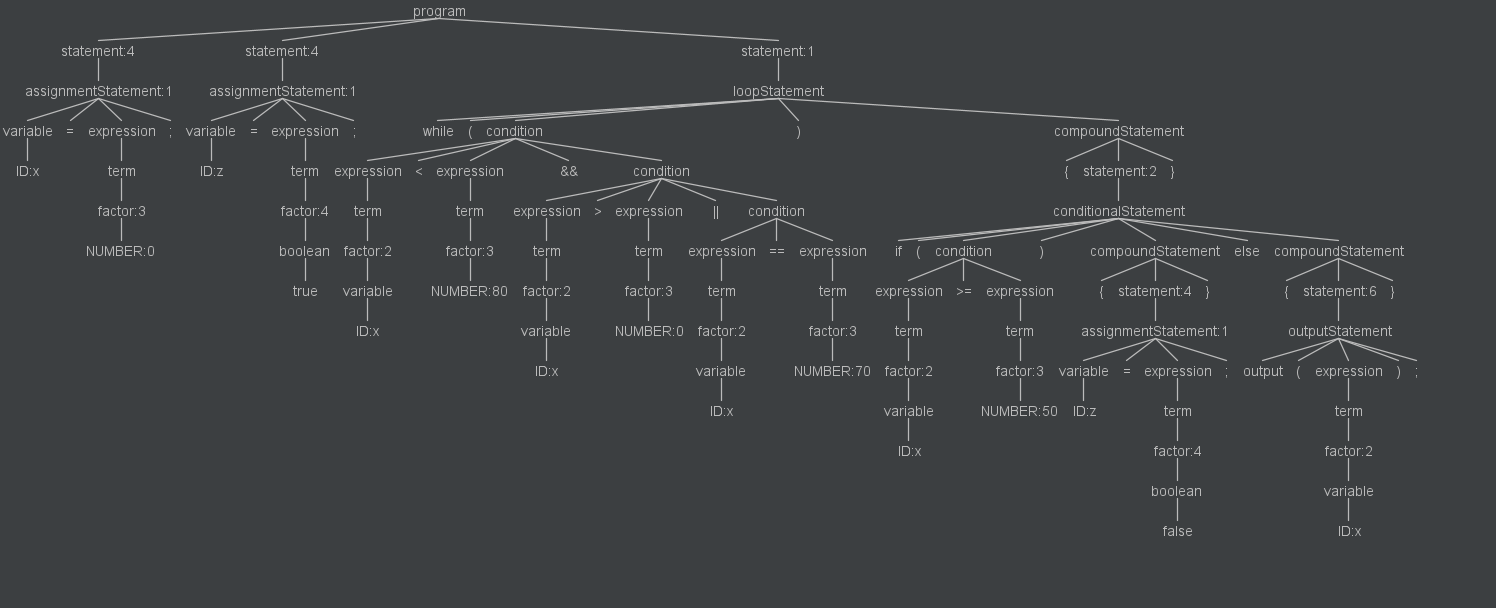 program
statement:4 statement:4 statement:1
assignmentStatement:1 assignmentStatement:1 loopStatement
variable = expression ; variable = expression ; while ( condition ) compoundStatement
ID:x term ID:z term expression < expression && condition { statement:2 }
factor:3 factor:4 term term expression > expression || condition conditionalStatement
NUMBER:0 boolean factor:2 factor:3 term term expression == expression if ( condition ) compoundStatement else compoundStatement
true variable NUMBER:80 factor:2 factor:3 term term expression >= expression { statement:4 } { statement:6 }
ID:x variable NUMBER:0 factor:2 factor:3 term term assignmentStatement:1 outputStatement
ID:x variable NUMBER:70 factor:2 factor:3 variable = expression ; output ( expression ) ;
ID:x variable NUMBER:50 ID:z term term
ID:x factor:4 factor:2
boolean variable
false ID:x